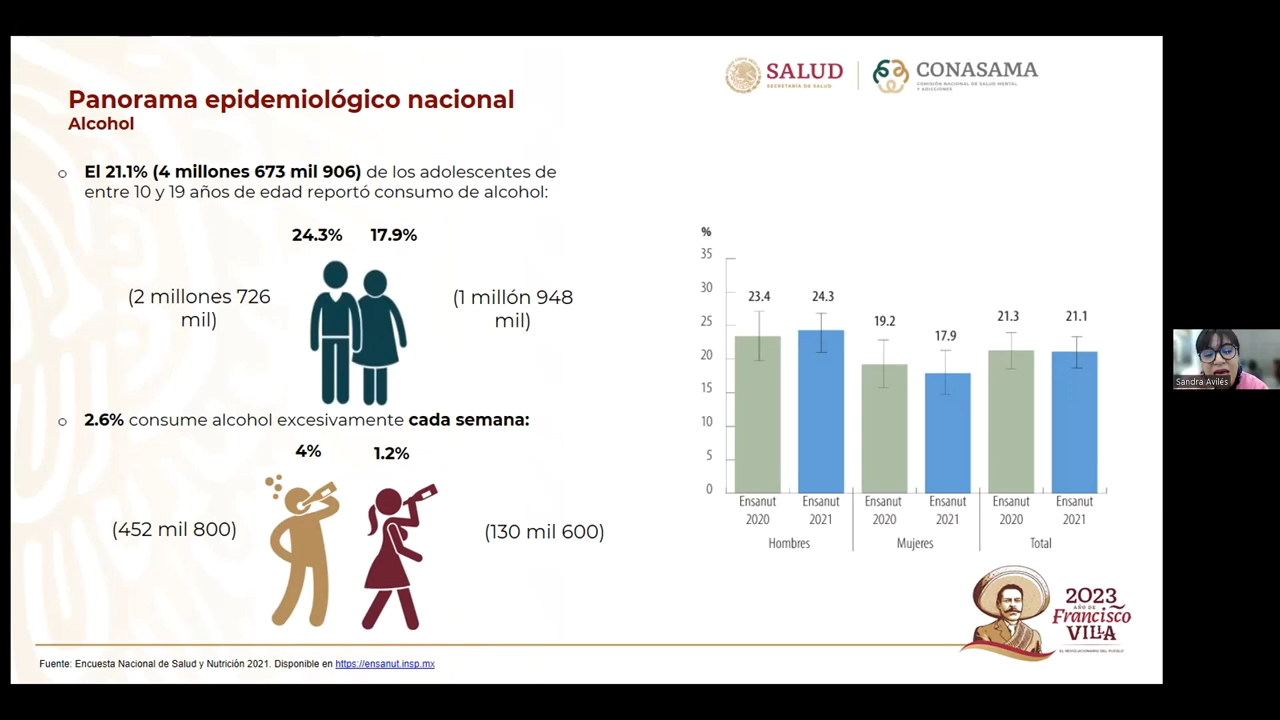 SALUD
SECRETARÍA DE SALUD
CONASAMA
COMISIÓN NACIONAL DE SALUD MENTAL
Y ADICCIONES
Panorama epidemiológico nacional
Alcohol
El 21.1% (4 millones 673 mil 906) de los adolescentes de
entre 10 y 19 años de edad reportó consumo de alcohol:
24.3% 17.9%
(2 millones 726
mil)
(1 millón 948
mil)
2.6% consume alcohol excesivamente cada semana:
4% 1.2%
(452 mil 800)
(130 mil 600)
%
35
30
25
20
15
10
5
0
23.4
24.3
19.2
17.9
21.3
21.1
Ensanut Ensanut Ensanut Ensanut Ensanut Ensanut
2020 2021 2020 2021 2020 2021
Hombres Mujeres Total
2023
AÑO DE
Francisco
VILLA
EL REVOLUCIONARIO DEL PUEBLO
Fuente: Encuesta Nacional de Salud y Nutrición 2021. Disponible en https://ensanut.insp.mx
Sandra Avilés